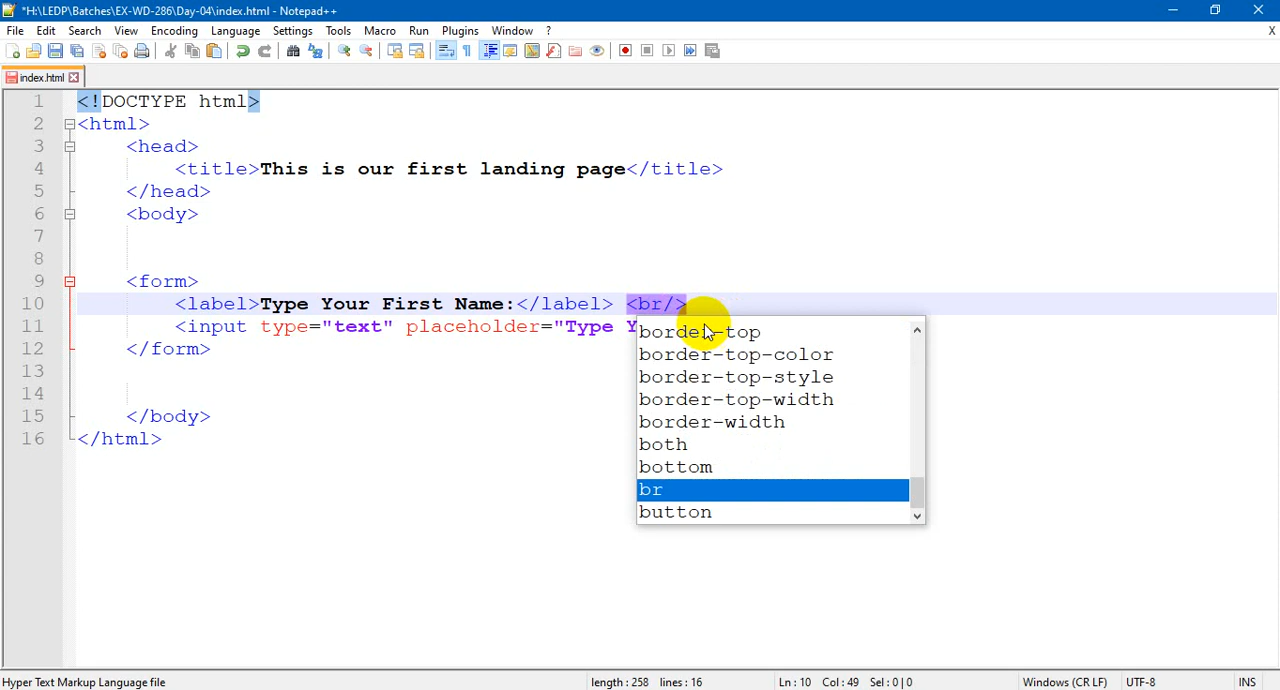 *H:\LEDP\Batches\EX-WD-286\Day-04\index.html - Notepad++
File Edit Search View Encoding Language Settings Tools Macro Run Plugins Window ? X
index.html
1 <!DOCTYPE html>
2 <html>
3 <head>
4 <title>This is our first landing page</title>
5 </head>
6 <body>
7
8
9 <form>
10 <label>Type Your First Name:</label> <br/>
11 <input type="text" placeholder="Type Y
12 </form>
13
14
15 </body>
16 </html>
border-top
border-top-color
border-top-style
border-top-width
border-width
both
bottom
br
button
Hyper Text Markup Language file length : 258 lines : 16 Ln : 10 Col : 49 Sel : 0 | 0 Windows (CR LF) UTF-8 INS